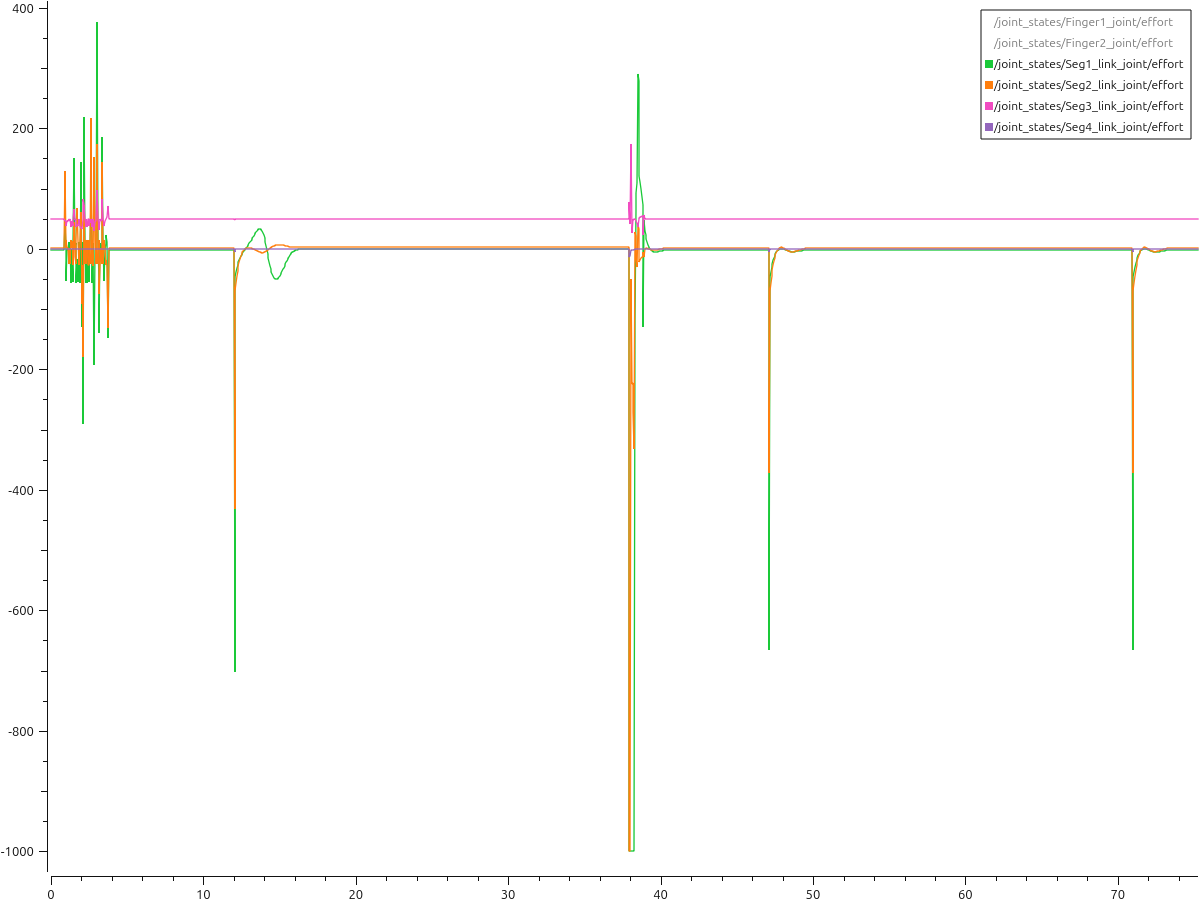 400
200
0
-200
-400
-600
-800
-1000
0 10 20 30 40 50 60 70
/joint_states/Finger1_joint/effort
/joint_states/Finger2_joint/effort
/joint_states/Seg1_link_joint/effort
/joint_states/Seg2_link_joint/effort
/joint_states/Seg3_link_joint/effort
/joint_states/Seg4_link_joint/effort